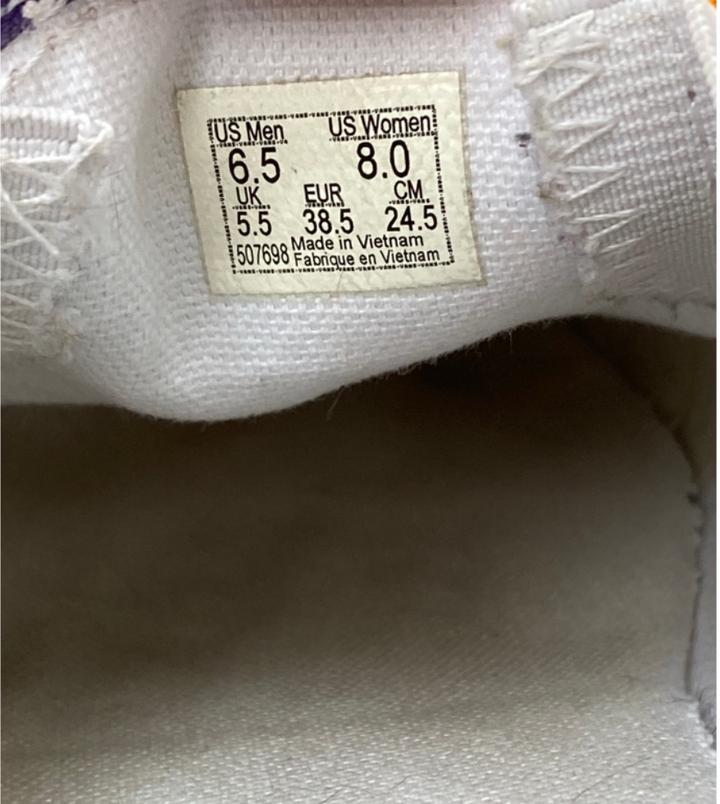 US Men US Women
6.5 8.0
UK EUR CM
5.5 38.5 24.5
507698 Made in Vietnam
Fabrique en Vietnam